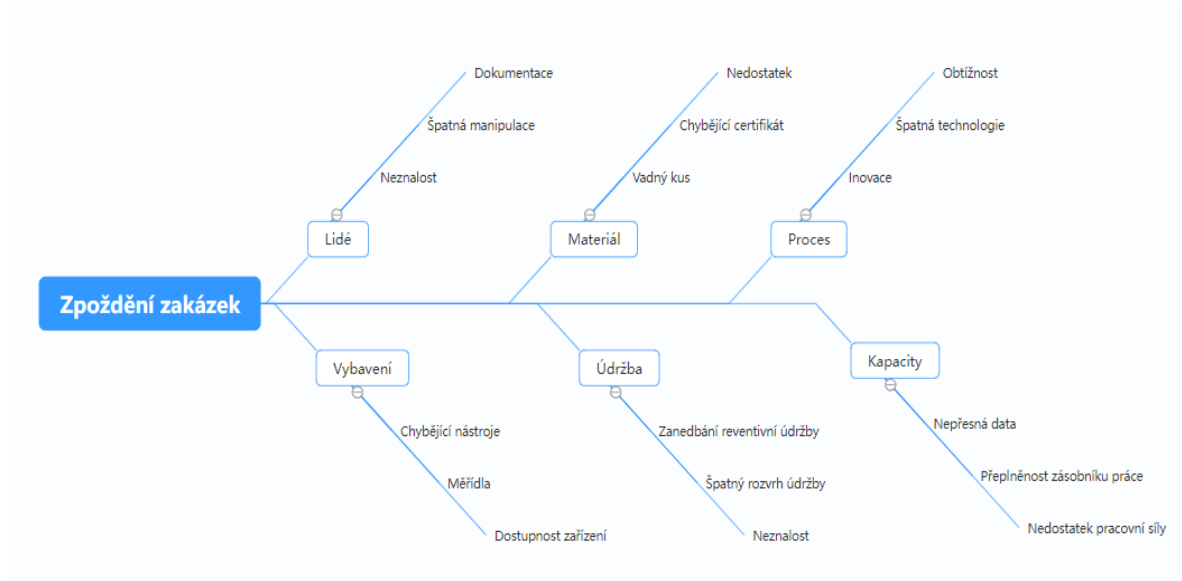 Dokumentace
Nedostatek
Obtížnost
Špatná manipulace
Chybějící certifikát
Špatná technologie
Neznalost
Vadný kus
Inovace
Lidé
Materiál
Proces
Zpoždění zakázek
Vybavení
Údržba
Kapacity
Chybějící nástroje
Zanedbání reventivní údržby
Nepřesná data
Měřídla
Špatný rozvrh údržby
Přeplněnost zásobníku práce
Dostupnost zařízení
Neznalost
Nedostatek pracovní síly